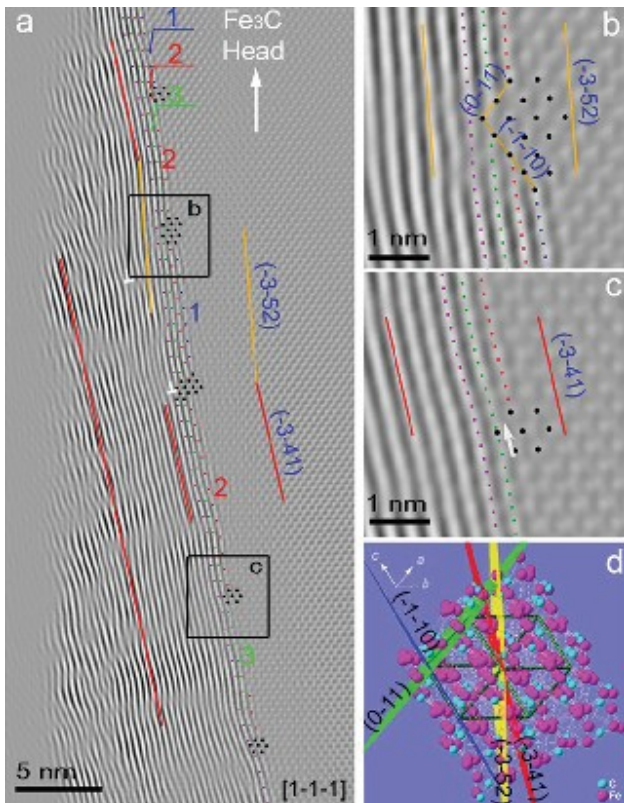 a
1
Fe₃C
2
Head
3
2
b
(-3-52)
1
(-3-41)
2
c
3
5 nm
[1-1-1]
b
(0-11)
(-1-10)
(-3-52)
1 nm
c
(-3-41)
1 nm
d
c
a
b
(-1-10)
(0-11)
(-3-52)
(-3-41)
C
Fe